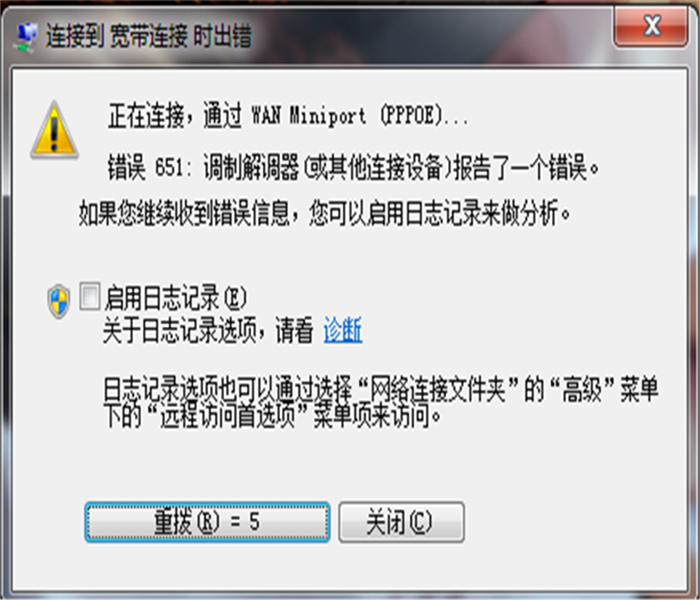 连接到 宽带连接 时出错
正在连接，通过 WAN Miniport (PPPOE)...
错误 651: 调制解调器(或其他连接设备)报告了一个错误。
如果您继续收到错误信息，您可以启用日志记录来做分析。
启用日志记录(E)
关于日志记录选项，请看 诊断
日志记录选项也可以通过选择“网络连接文件夹”的“高级”菜单
下的“远程访问首选项”菜单项来访问。
重拨(R) = 5
关闭(C)